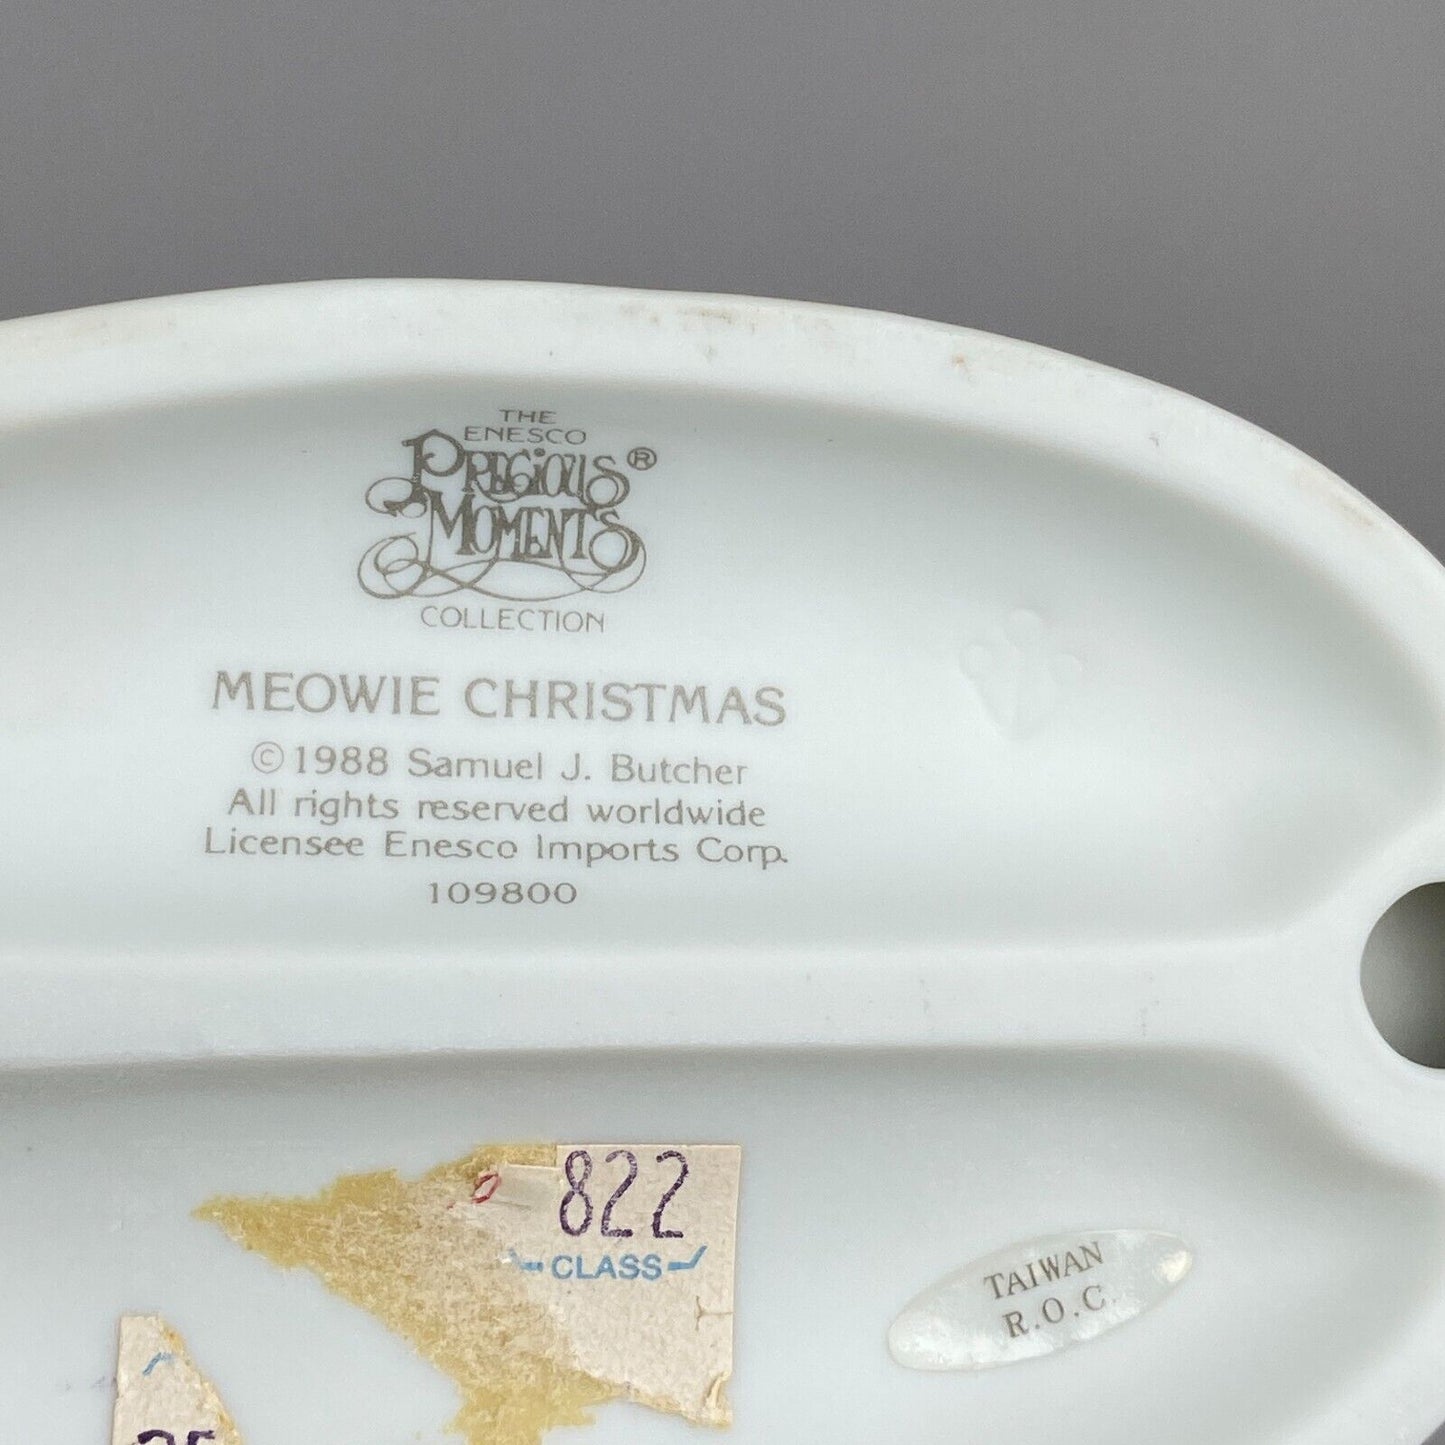 THE
ENESCO
PRECIOUS ®
MOMENTS
COLLECTION
MEOWIE CHRISTMAS
©1988 Samuel J. Butcher
All rights reserved worldwide
Licensee Enesco Imports Corp.
109800
822
CLASS
TAIWAN
R.O.C.